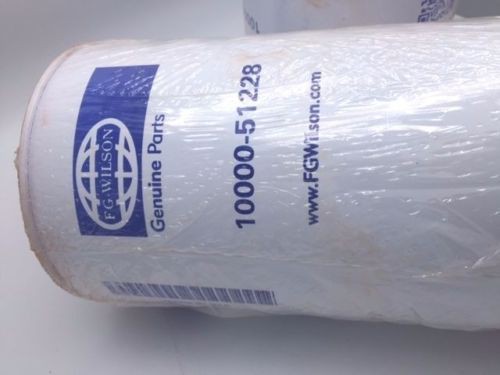 FG·WILSON
Genuine Parts
10000-51228
www.FGWilson.com